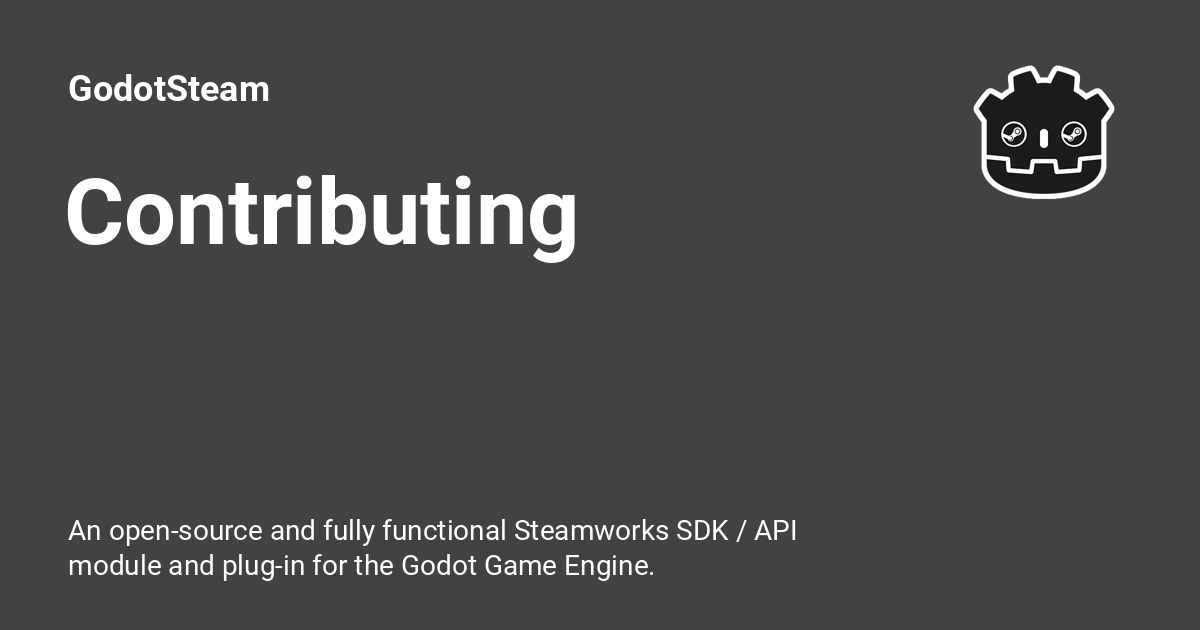 GodotSteam
Contributing
An open-source and fully functional Steamworks SDK / API
module and plug-in for the Godot Game Engine.